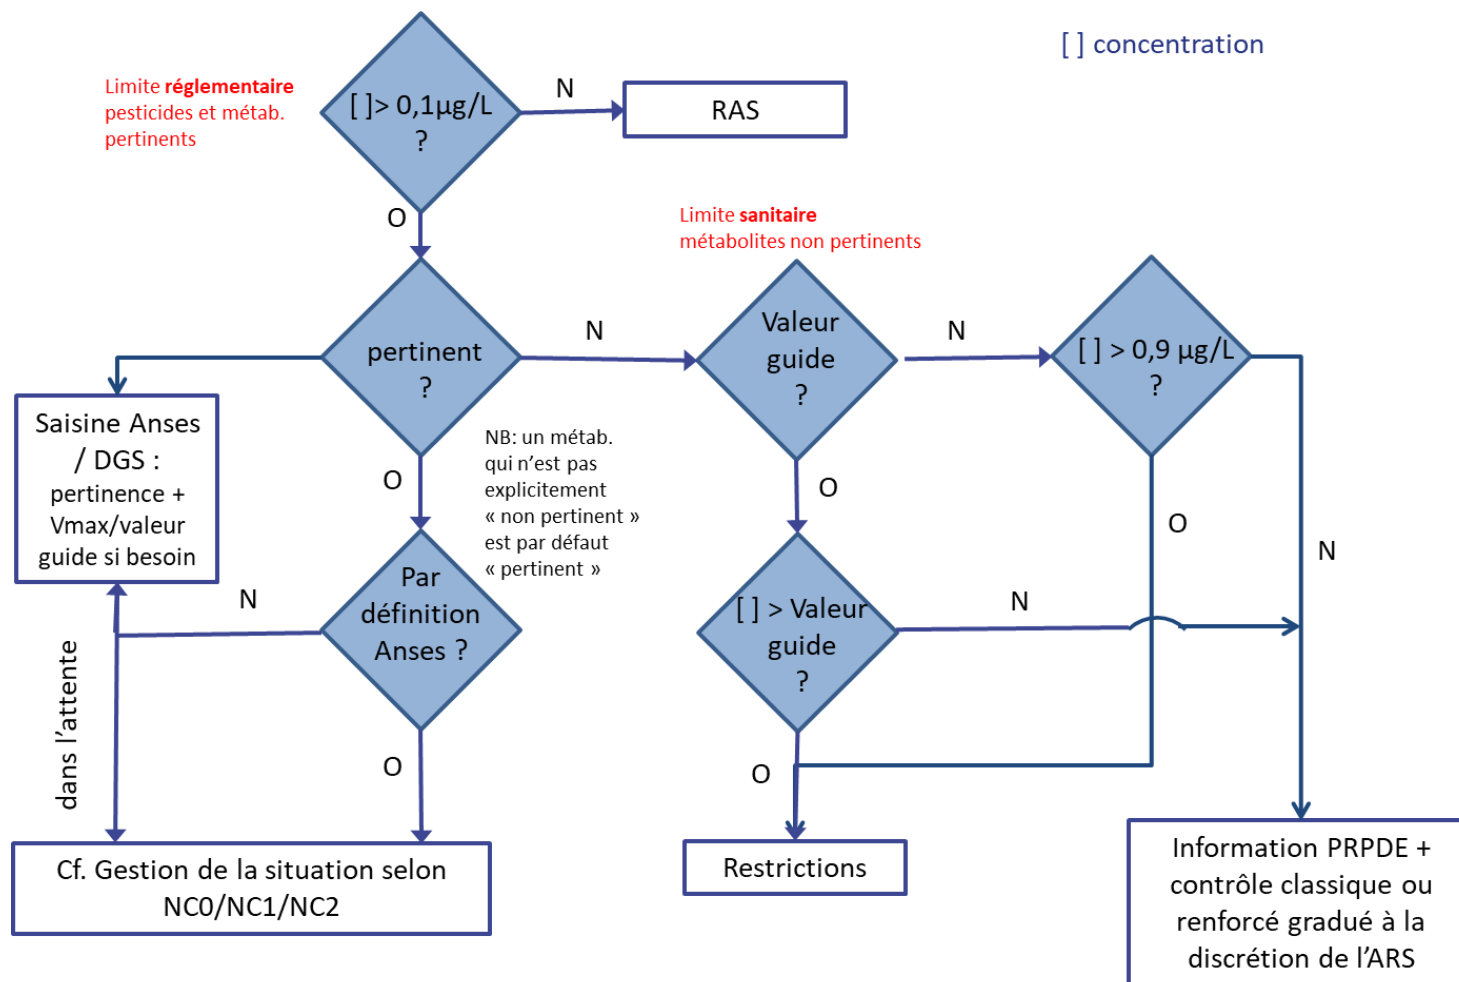 [ ] concentration
Limite réglementaire
pesticides et métab.
pertinents
[ ]> 0,1µg/L
?
N
RAS
O
Limite sanitaire
métabolites non pertinents
pertinent
?
N
Valeur
guide
?
N
[ ] > 0,9 µg/L
?
Saisine Anses
/ DGS :
pertinence +
Vmax/valeur
guide si besoin
O
NB: un métab.
qui n'est pas
explicitement
« non pertinent »
est par défaut
« pertinent »
O
O
N
Par
définition
Anses ?
N
[ ] > Valeur
guide
?
N
dans l'attente
O
O
Cf. Gestion de la situation selon
NC0/NC1/NC2
Restrictions
Information PRPDE +
contrôle classique ou
renforcé gradué à la
discrétion de l'ARS